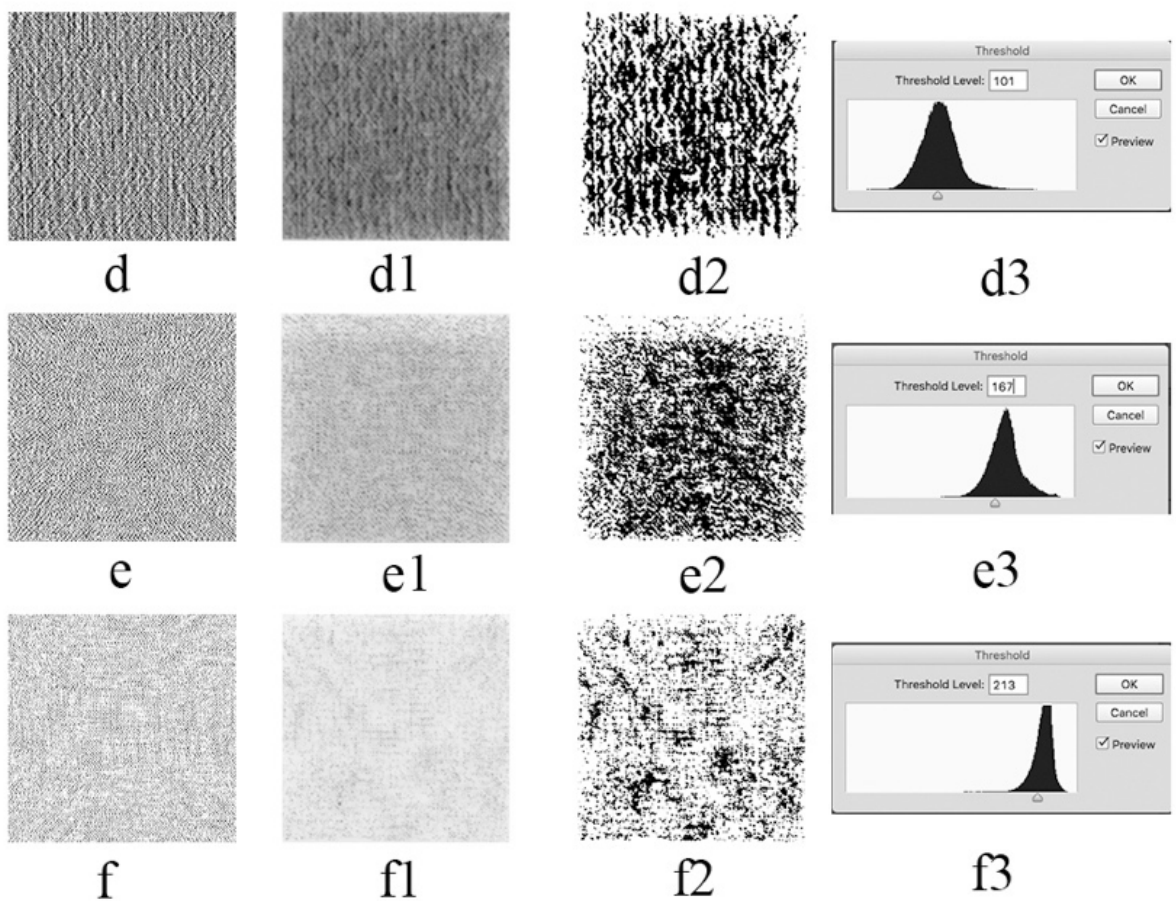 Threshold
Threshold Level: 101
OK
Cancel
Preview
d d1 d2 d3
Threshold
Threshold Level: 167
OK
Cancel
Preview
e e1 e2 e3
Threshold
Threshold Level: 213
OK
Cancel
Preview
f f1 f2 f3